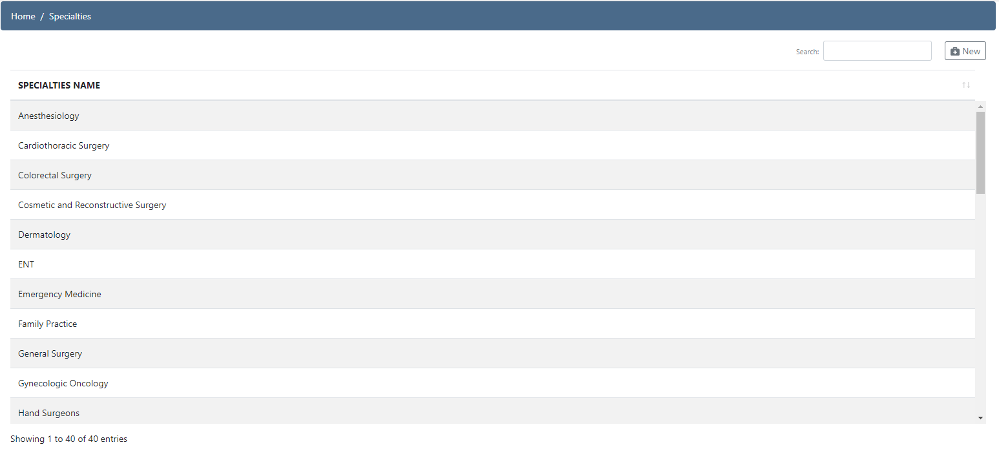 Home / Specialties
Search:
New
SPECIALTIES NAME
Anesthesiology
Cardiothoracic Surgery
Colorectal Surgery
Cosmetic and Reconstructive Surgery
Dermatology
ENT
Emergency Medicine
Family Practice
General Surgery
Gynecologic Oncology
Hand Surgeons
Showing 1 to 40 of 40 entries